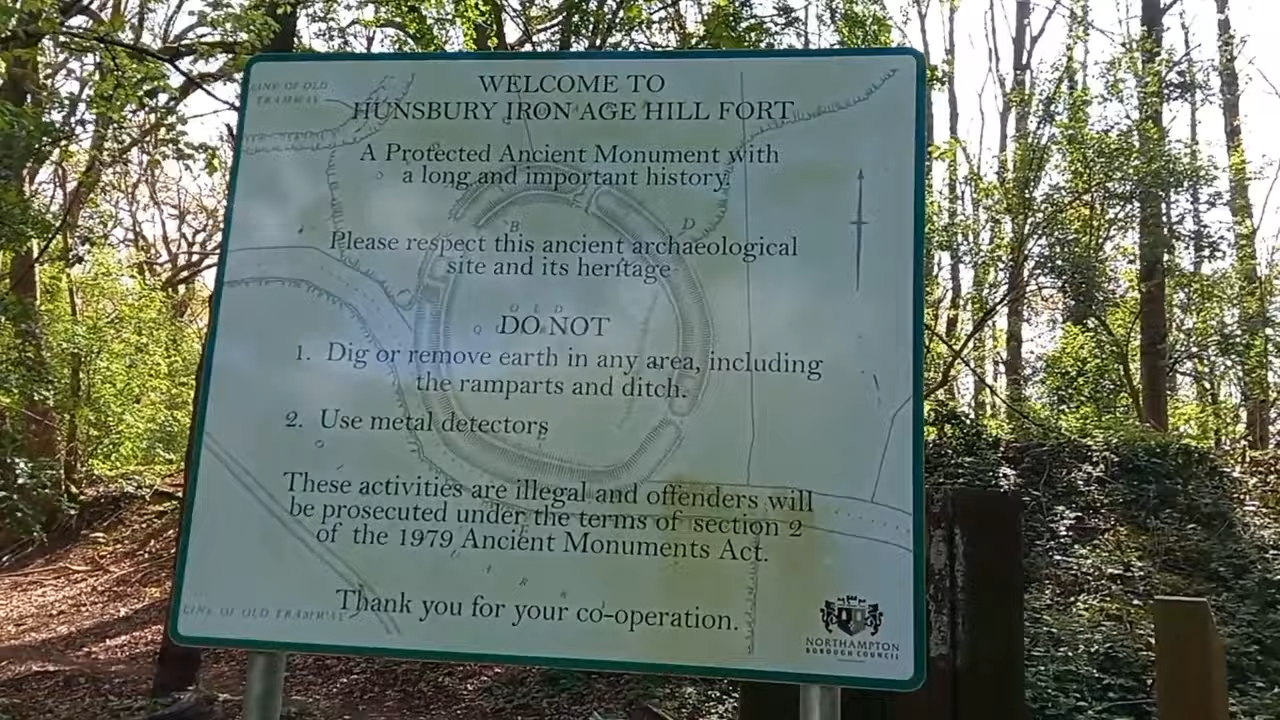 LINE OF OLD
TRAMWAY
WELCOME TO
HUNSBURY IRON AGE HILL FORT
A Protected Ancient Monument with
a long and important history.
B
D
Please respect this ancient archaeological
site and its heritage
O L D
DO NOT
1. Dig or remove earth in any area, including
the ramparts and ditch.
2. Use metal detectors
These activities are illegal and offenders will
be prosecuted under the terms of section 2
of the 1979 Ancient Monuments Act.
LINE OF OLD TRAMWAY
Thank you for your co-operation.
NORTHAMPTON
BOROUGH COUNCIL